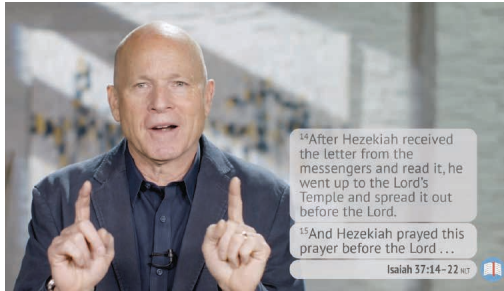 ¹⁴After Hezekiah received
the letter from the
messengers and read it, he
went up to the Lord's
Temple and spread it out
before the Lord.
¹⁵And Hezekiah prayed this
prayer before the Lord . . .
Isaiah 37:14–22 NLT